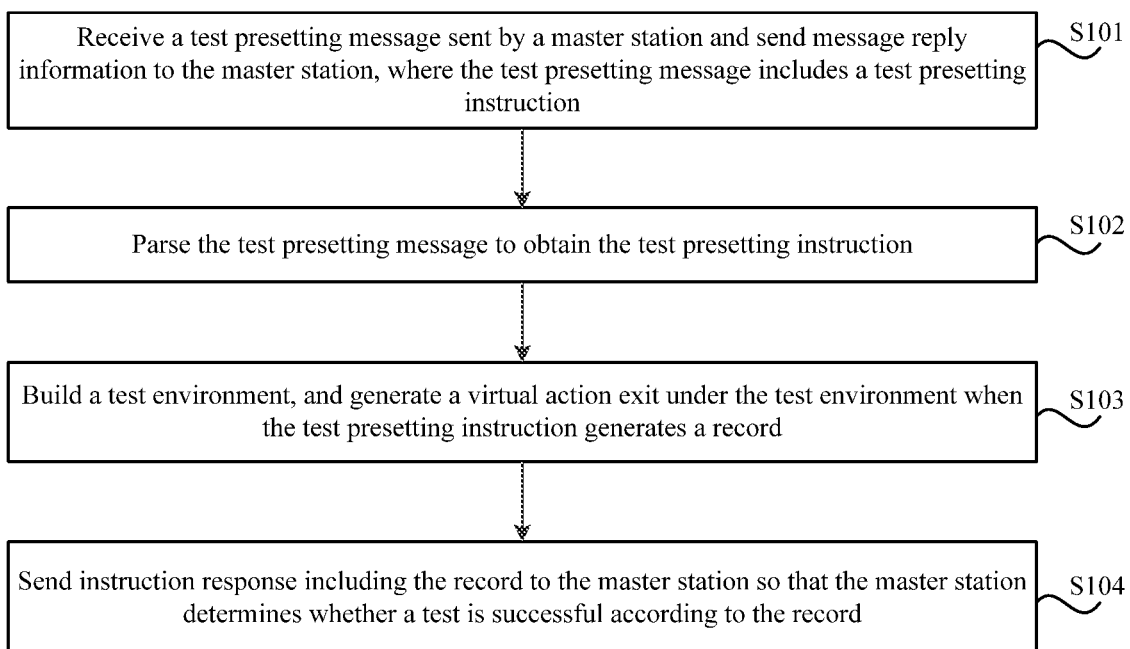 Receive a test presetting message sent by a master station and send message reply
information to the master station, where the test presetting message includes a test presetting
instruction
S101
Parse the test presetting message to obtain the test presetting instruction
S102
Build a test environment, and generate a virtual action exit under the test environment when
the test presetting instruction generates a record
S103
Send instruction response including the record to the master station so that the master station
determines whether a test is successful according to the record
S104